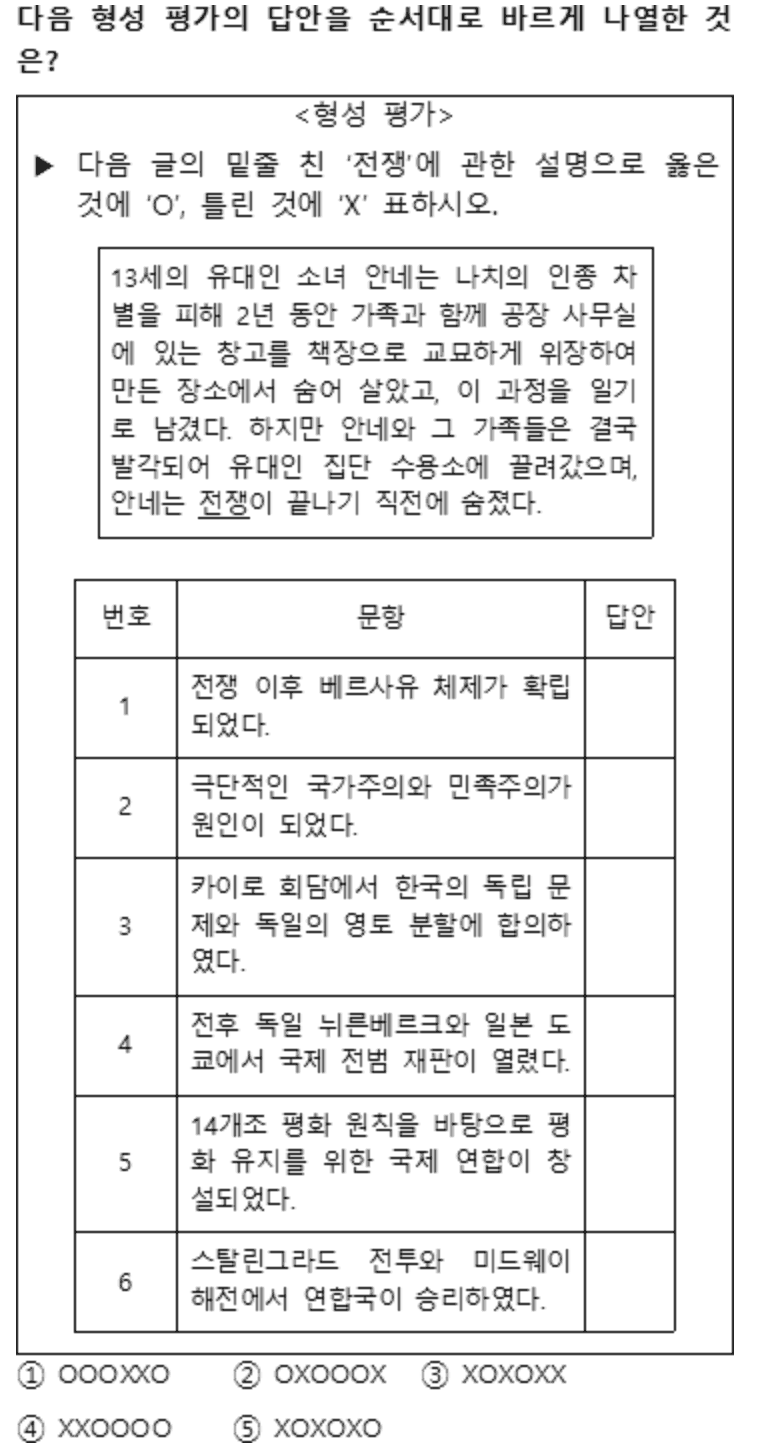 다음 형성 평가의 답안을 순서대로 바르게 나열한 것
은?
<형성 평가>
▶ 다음 글의 밑줄 친 '전쟁'에 관한 설명으로 옳은
것에 'O', 틀린 것에 'X' 표하시오.
13세의 유대인 소녀 안네는 나치의 인종 차
별을 피해 2년 동안 가족과 함께 공장 사무실
에 있는 창고를 책장으로 교묘하게 위장하여
만든 장소에서 숨어 살았고, 이 과정을 일기
로 남겼다. 하지만 안네와 그 가족들은 결국
발각되어 유대인 집단 수용소에 끌려갔으며,
안네는 전쟁이 끝나기 직전에 숨졌다.
번호 문항 답안
1 전쟁 이후 베르사유 체제가 확립
되었다.
2 극단적인 국가주의와 민족주의가
원인이 되었다.
3 카이로 회담에서 한국의 독립 문
제와 독일의 영토 분할에 합의하
였다.
4 전후 독일 뉘른베르크와 일본 도
쿄에서 국제 전범 재판이 열렸다.
5 14개조 평화 원칙을 바탕으로 평
화 유지를 위한 국제 연합이 창
설되었다.
6 스탈린그라드 전투와 미드웨이
해전에서 연합국이 승리하였다.
① OOOXXO ② OXOOOX ③ XOXOXX
④ XXOOOO ⑤ XOXOXO